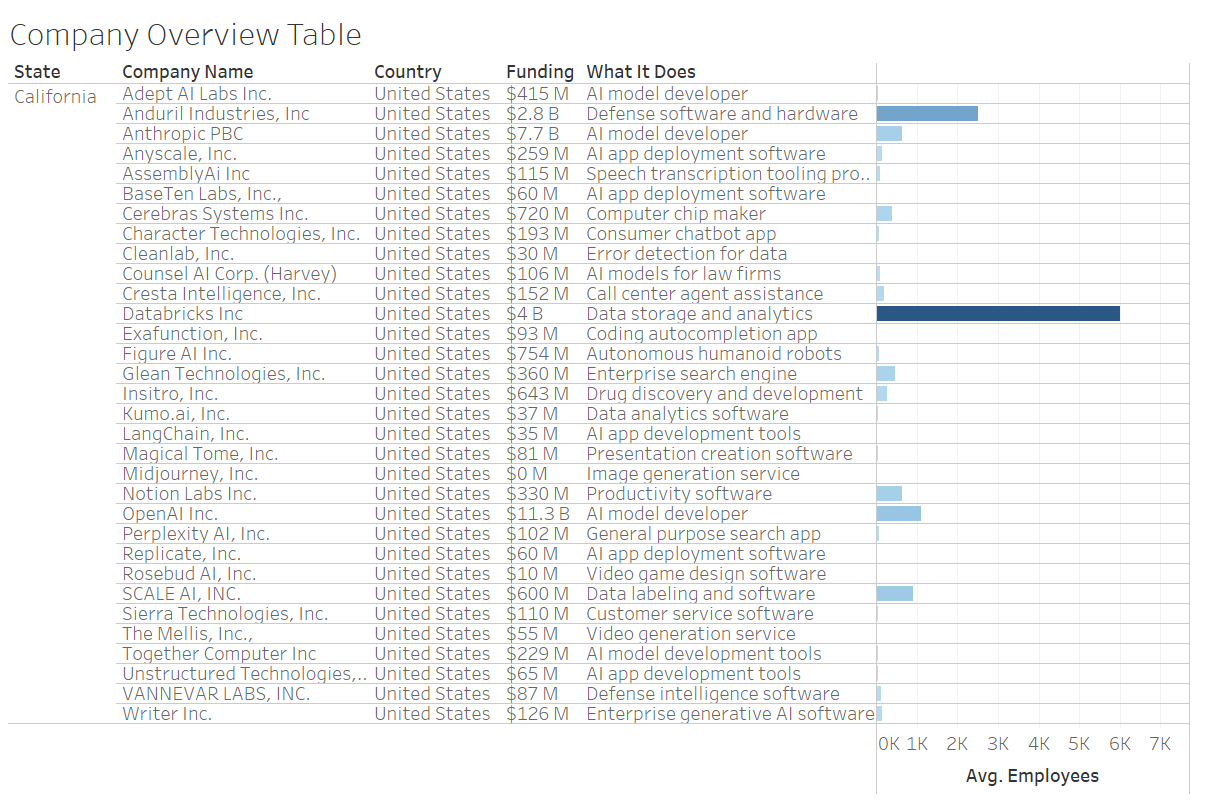 Company Overview Table
State Company Name Country Funding What It Does
California Adept AI Labs Inc. United States $415 M AI model developer
Anduril Industries, Inc United States $2.8 B Defense software and hardware
Anthropic PBC United States $7.7 B AI model developer
Anyscale, Inc. United States $259 M AI app deployment software
AssemblyAi Inc United States $115 M Speech transcription tooling pro..
BaseTen Labs, Inc., United States $60 M AI app deployment software
Cerebras Systems Inc. United States $720 M Computer chip maker
Character Technologies, Inc. United States $193 M Consumer chatbot app
Cleanlab, Inc. United States $30 M Error detection for data
Counsel AI Corp. (Harvey) United States $106 M AI models for law firms
Cresta Intelligence, Inc. United States $152 M Call center agent assistance
Databricks Inc United States $4 B Data storage and analytics
Exafunction, Inc. United States $93 M Coding autocompletion app
Figure AI Inc. United States $754 M Autonomous humanoid robots
Glean Technologies, Inc. United States $360 M Enterprise search engine
Insitro, Inc. United States $643 M Drug discovery and development
Kumo.ai, Inc. United States $37 M Data analytics software
LangChain, Inc. United States $35 M AI app development tools
Magical Tome, Inc. United States $81 M Presentation creation software
Midjourney, Inc. United States $0 M Image generation service
Notion Labs Inc. United States $330 M Productivity software
OpenAI Inc. United States $11.3 B AI model developer
Perplexity AI, Inc. United States $102 M General purpose search app
Replicate, Inc. United States $60 M AI app deployment software
Rosebud AI, Inc. United States $10 M Video game design software
SCALE AI, INC. United States $600 M Data labeling and software
Sierra Technologies, Inc. United States $110 M Customer service software
The Mellis, Inc., United States $55 M Video generation service
Together Computer Inc United States $229 M AI model development tools
Unstructured Technologies,.. United States $65 M AI app development tools
VANNEVAR LABS, INC. United States $87 M Defense intelligence software
Writer Inc. United States $126 M Enterprise generative AI software
0K 1K 2K 3K 4K 5K 6K 7K
Avg. Employees